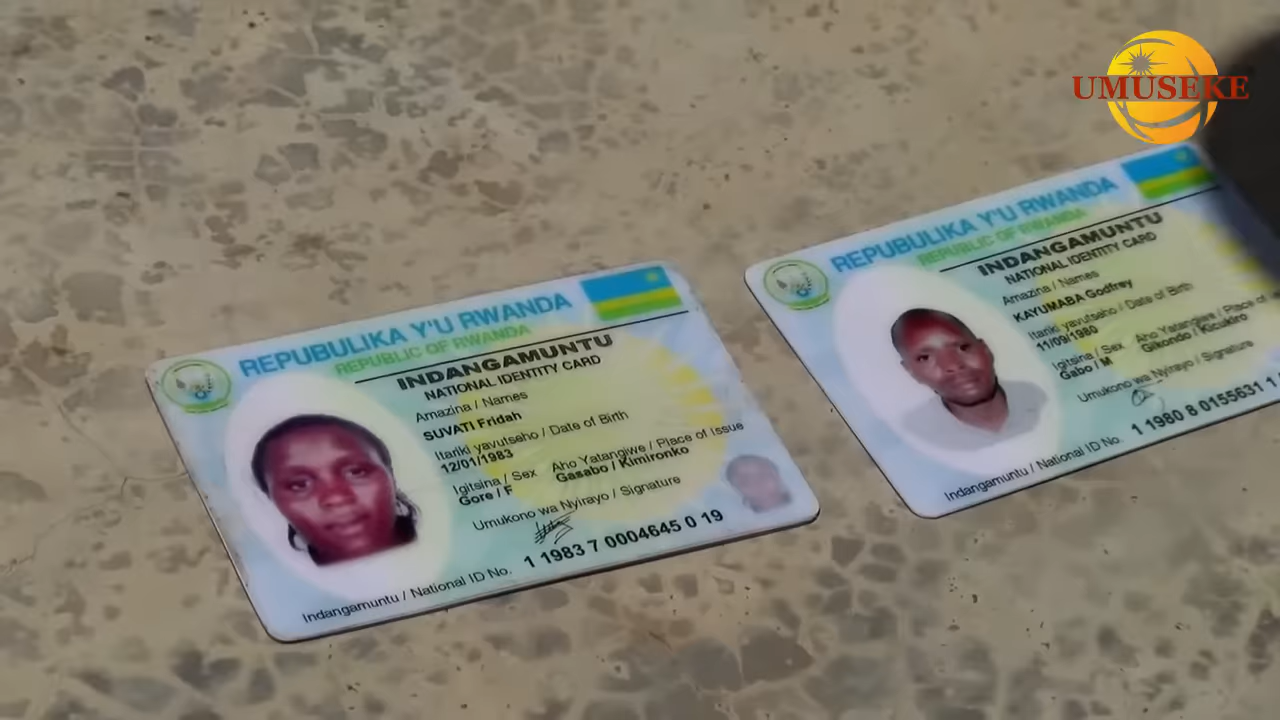 UMUSEKE
REPUBULIKA Y'U RWANDA
REPUBLIC OF RWANDA
INDANGAMUNTU
NATIONAL IDENTITY CARD
Amazina / Names
SUVATI Fridah
Itariki yavutseho / Date of Birth
12/01/1983
Igitsina / Sex Aho Yatangiwe / Place of Issue
Gore / F Gasabo / Kimironko
Umukono wa Nyirayo / Signature
Indangamuntu / National ID No. 1 1983 7 0004645 0 19
REPUBULIKA Y'U RWANDA
REPUBLIC OF RWANDA
INDANGAMUNTU
NATIONAL IDENTITY CARD
Amazina / Names
KAYUMABA Godfrey
Itariki yavutseho / Date of Birth
11/09/1980
Igitsina / Sex Aho Yatangiwe / Place of
Gabo / M Gikondo / Kicukiro
Umukono wa Nyirayo / Signature
Indangamuntu / National ID No. 1 1980 8 0155631 1